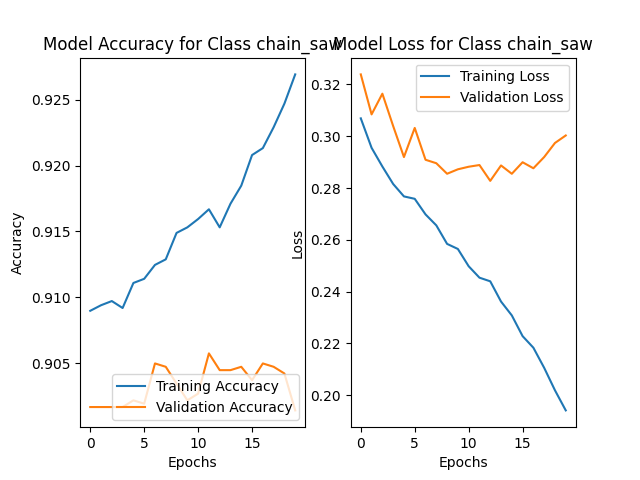 Model Accuracy for Class chain_saw
Model Loss for Class chain_saw
Accuracy
0.925
0.920
0.915
0.910
0.905
Training Accuracy
Validation Accuracy
0
5
10
15
Epochs
Loss
0.32
0.30
0.28
0.26
0.24
0.22
0.20
Training Loss
Validation Loss
0
5
10
15
Epochs